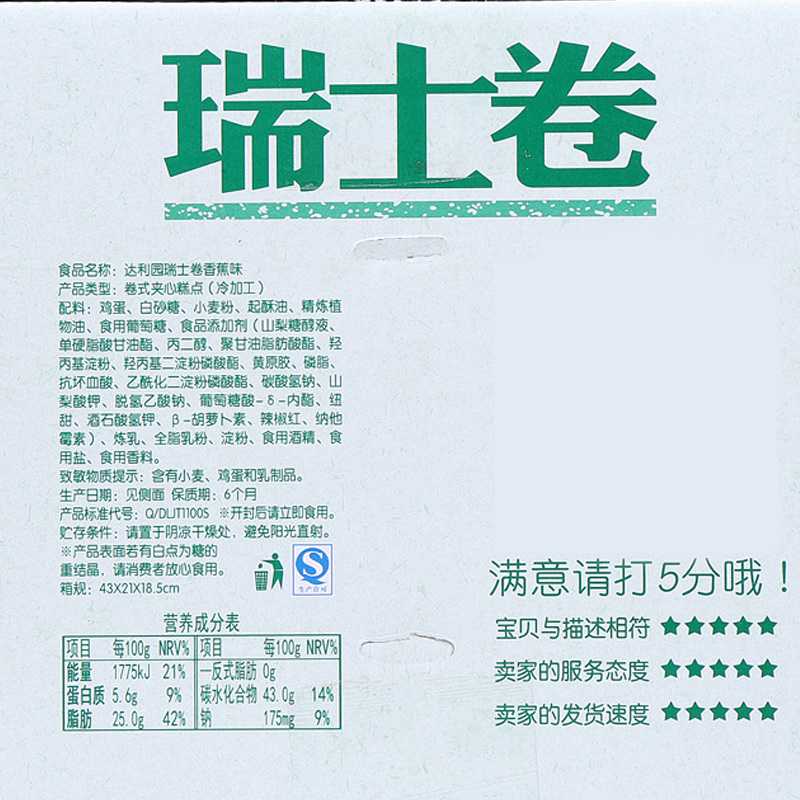 瑞士卷
食品名称：达利园瑞士卷香蕉味
产品类型：卷式夹心糕点（冷加工）
配料：鸡蛋、白砂糖、小麦粉、起酥油、精炼植
物油、食用葡萄糖、食品添加剂（山梨糖醇液、
单硬脂酸甘油酯、丙二醇、聚甘油脂肪酸酯、羟
丙基淀粉、羟丙基二淀粉磷酸酯、黄原胶、磷脂、
抗坏血酸、乙酰化二淀粉磷酸酯、碳酸氢钠、山
梨酸钾、脱氢乙酸钠、葡萄糖酸-δ-内酯、纽
甜、酒石酸氢钾、β-胡萝卜素、辣椒红、纳他
霉素）、炼乳、全脂乳粉、淀粉、食用酒精、食
用盐、食用香料。
致敏物质提示：含有小麦、鸡蛋和乳制品。
生产日期：见侧面 保质期：6个月
产品标准代号：Q/DLJT1100S ※开封后请立即食用。
贮存条件：请置于阴凉干燥处，避免阳光直射。
※产品表面若有白点为糖的
重结晶，请消费者放心食用。
箱规：43X21X18.5cm
生产许可
营养成分表
项目 每100g NRV% 项目 每100g NRV%
能量 1775kJ 21% —反式脂肪 0g
蛋白质 5.6g 9% 碳水化合物 43.0g 14%
脂肪 25.0g 42% 钠 175mg 9%
满意请打5分哦！
宝贝与描述相符 ★★★★★
卖家的服务态度 ★★★★★
卖家的发货速度 ★★★★★